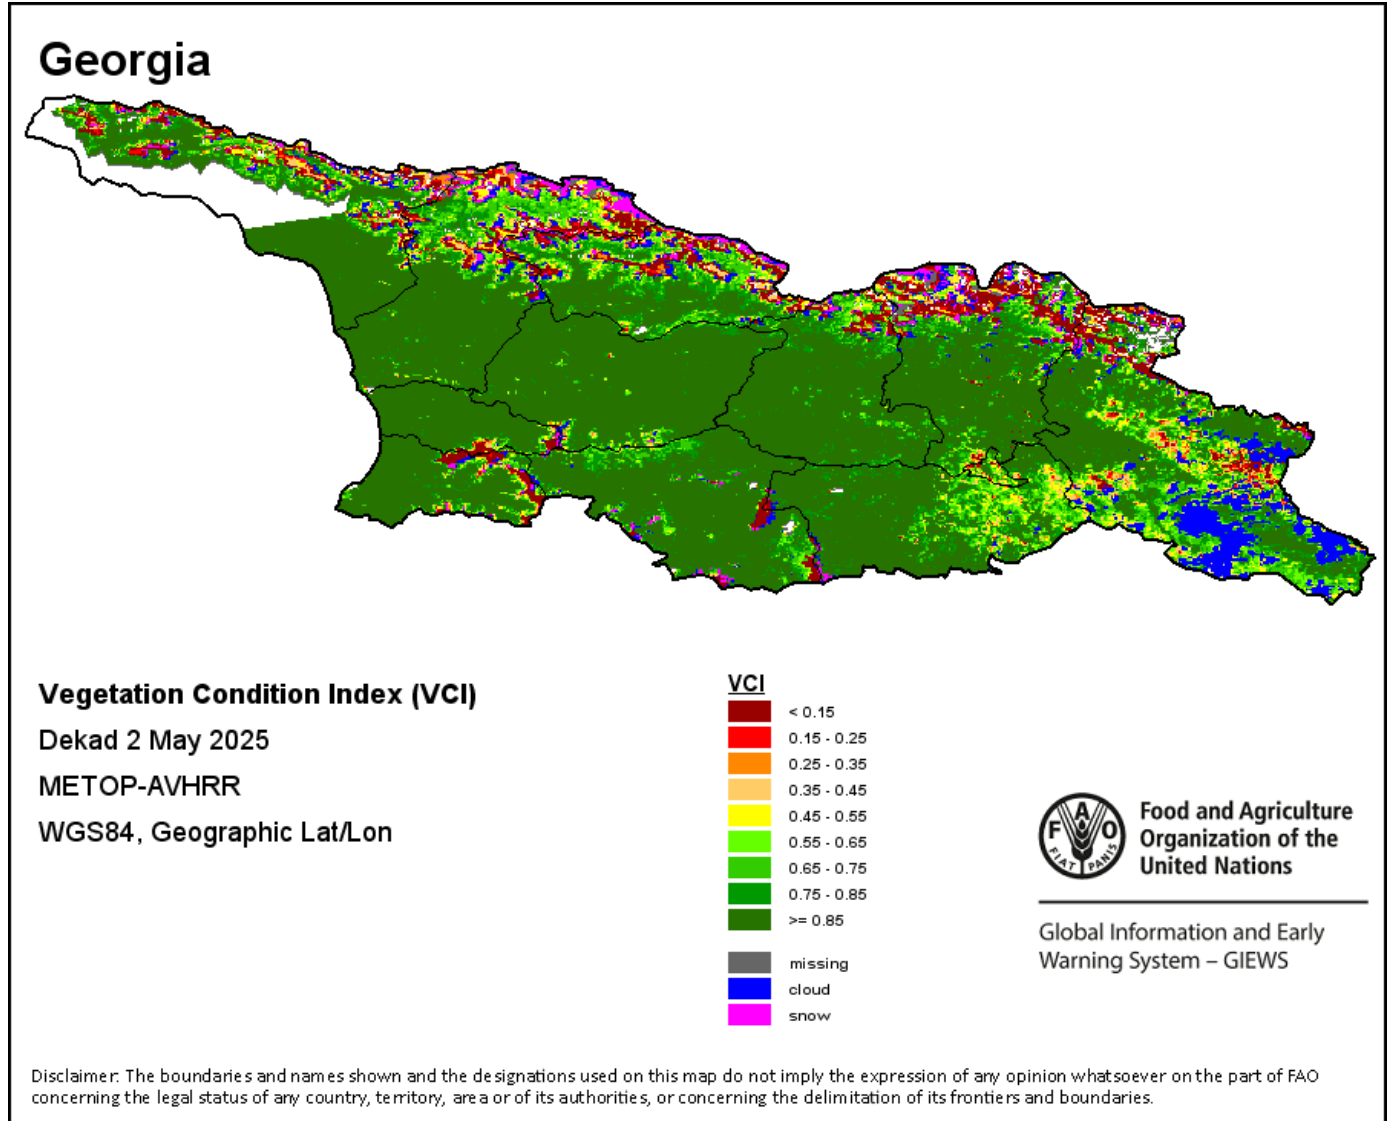 Georgia
Vegetation Condition Index (VCI)
Dekad 2 May 2025
METOP-AVHRR
WGS84, Geographic Lat/Lon
VCI
< 0.15
0.15 - 0.25
0.25 - 0.35
0.35 - 0.45
0.45 - 0.55
0.55 - 0.65
0.65 - 0.75
0.75 - 0.85
>= 0.85
missing
cloud
snow
F A O
FIAT PANIS
Food and Agriculture
Organization of the
United Nations
Global Information and Early
Warning System – GIEWS
Disclaimer: The boundaries and names shown and the designations used on this map do not imply the expression of any opinion whatsoever on the part of FAO
concerning the legal status of any country, territory, area or of its authorities, or concerning the delimitation of its frontiers and boundaries.